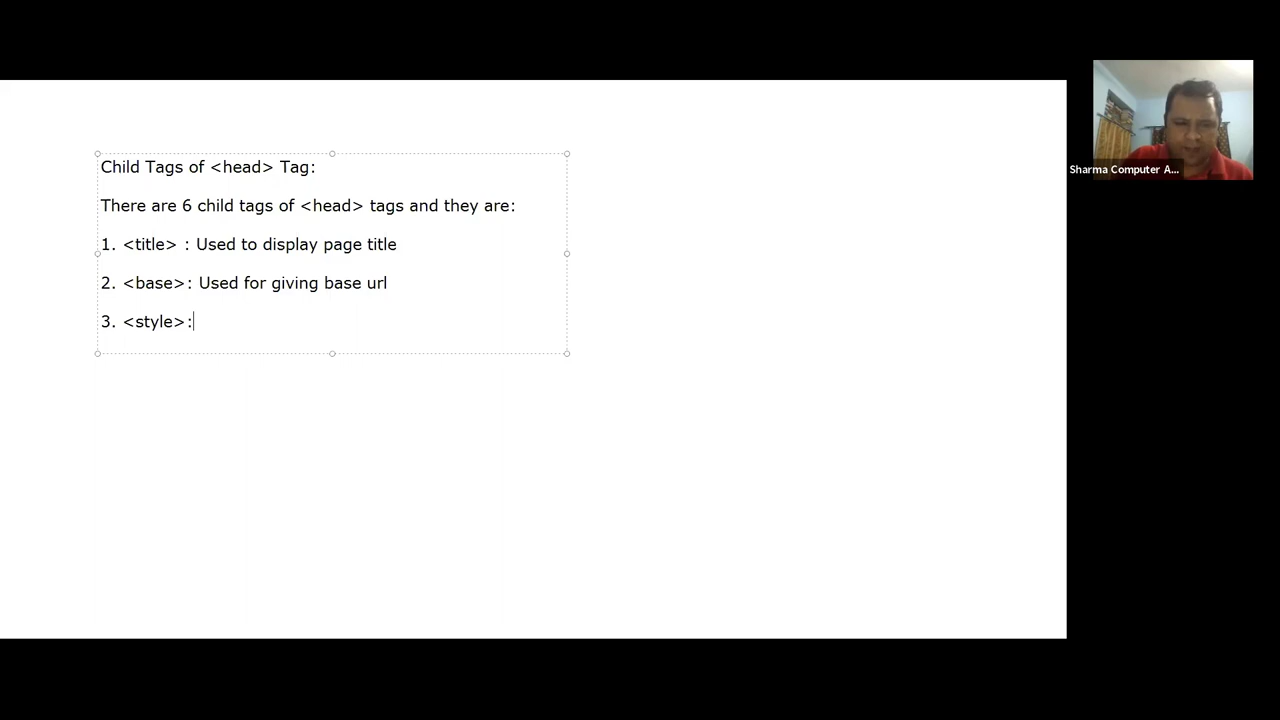 Child Tags of <head> Tag:
There are 6 child tags of <head> tags and they are:
1. <title> : Used to display page title
2. <base>: Used for giving base url
3. <style>:
Sharma Computer A...